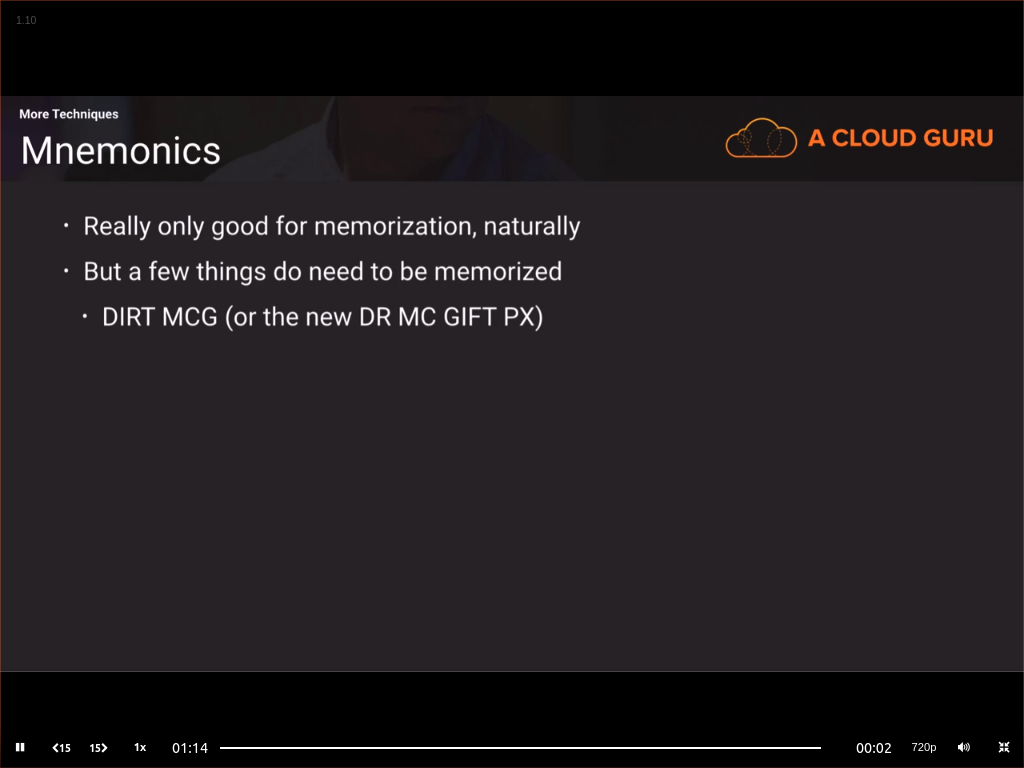 1.10
More Techniques
Mnemonics
A CLOUD GURU
· Really only good for memorization, naturally
· But a few things do need to be memorized
· DIRT MCG (or the new DR MC GIFT PX)
15 15 1x 01:14 00:02 720p